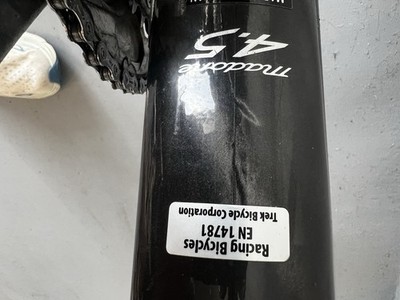 Racing Bicycles
EN 14781
Trek Bicycle Corporation
madone
4.5